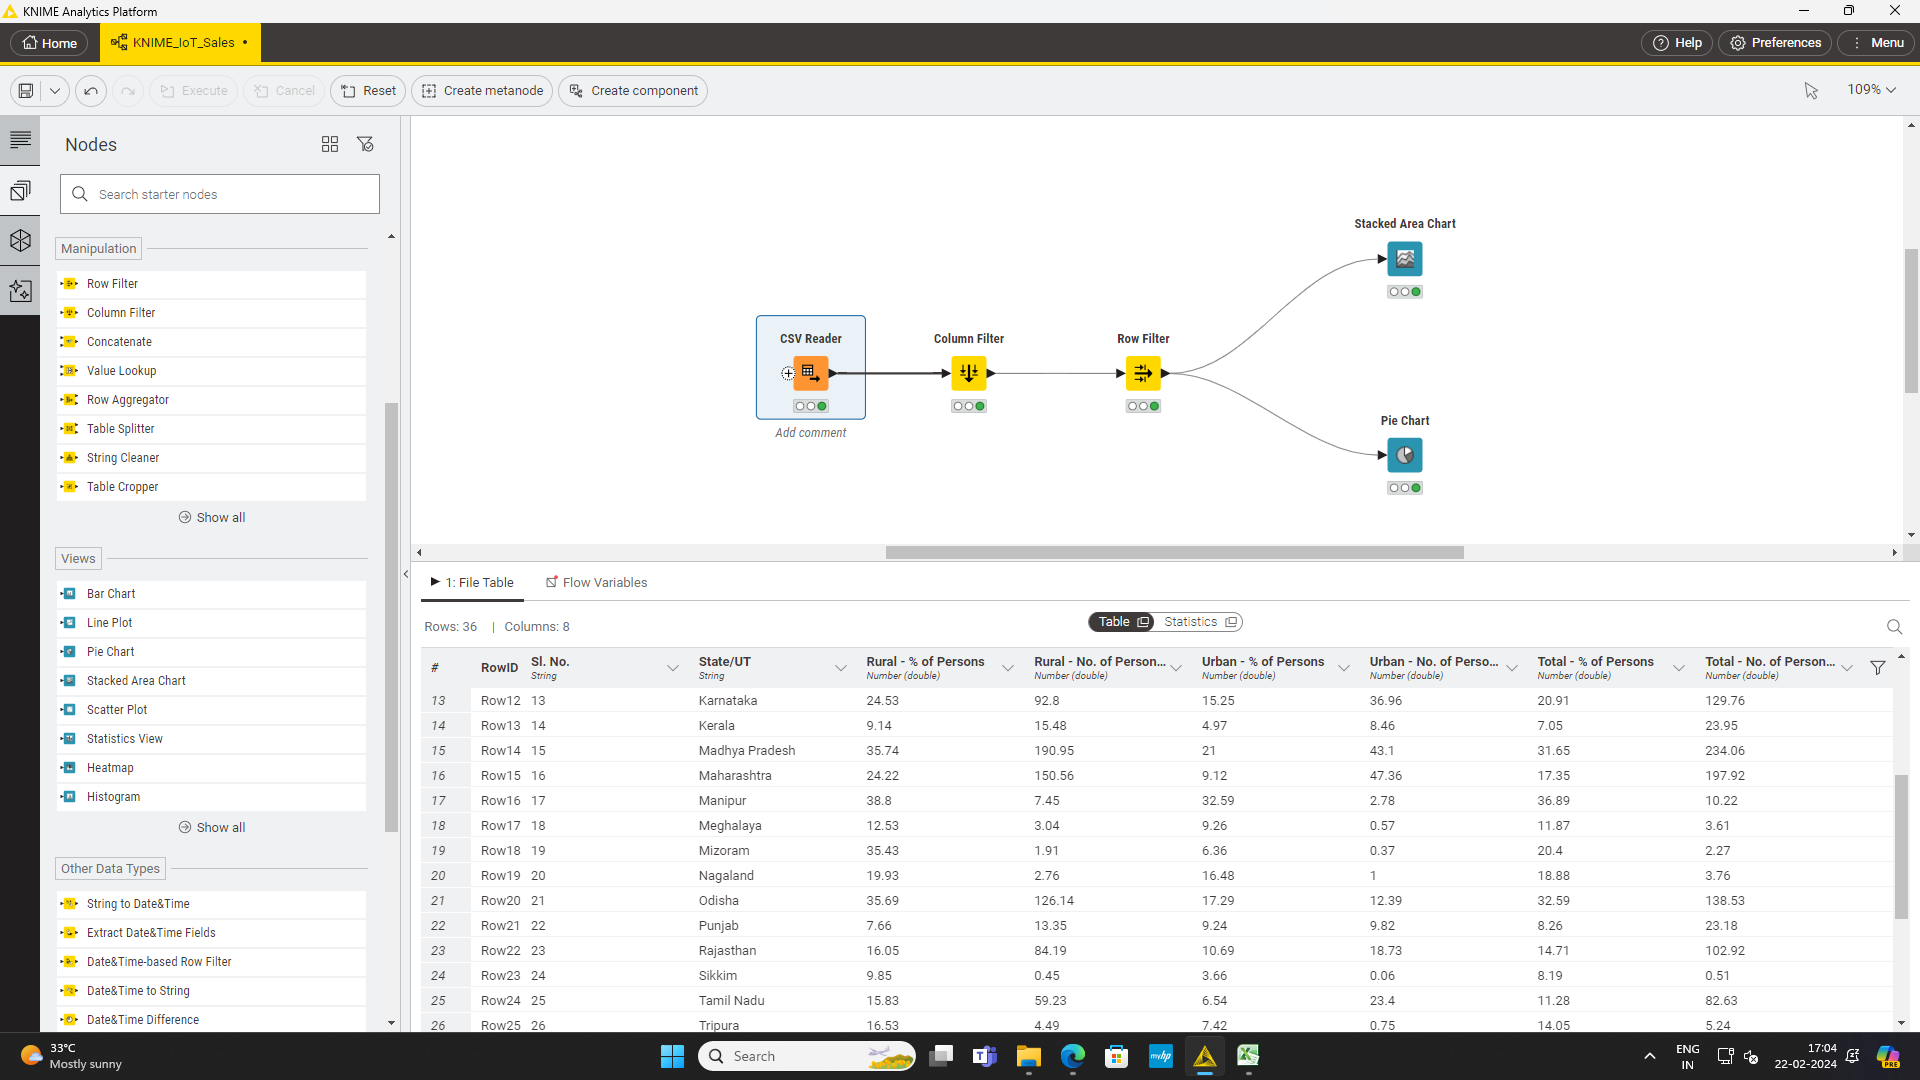 KNIME Analytics Platform
Home
KNIME_IoT_Sales •
Help
Preferences
Menu
Execute
Cancel
Reset
Create metanode
Create component
109%
Nodes
Search starter nodes
Manipulation
Row Filter
Column Filter
Concatenate
Value Lookup
Row Aggregator
Table Splitter
String Cleaner
Table Cropper
Show all
Views
Bar Chart
Line Plot
Pie Chart
Stacked Area Chart
Scatter Plot
Statistics View
Heatmap
Histogram
Show all
Other Data Types
String to Date&Time
Extract Date&Time Fields
Date&Time-based Row Filter
Date&Time to String
Date&Time Difference
Stacked Area Chart
CSV Reader
Column Filter
Row Filter
Add comment
Pie Chart
1: File Table
Flow Variables
Rows: 36 | Columns: 8
Table
Statistics
# RowID Sl. No. State/UT Rural - % of Persons Rural - No. of Person... Urban - % of Persons Urban - No. of Perso... Total - % of Persons Total - No. of Person...
String String Number (double) Number (double) Number (double) Number (double) Number (double) Number (double)
13 Row12 13 Karnataka 24.53 92.8 15.25 36.96 20.91 129.76
14 Row13 14 Kerala 9.14 15.48 4.97 8.46 7.05 23.95
15 Row14 15 Madhya Pradesh 35.74 190.95 21 43.1 31.65 234.06
16 Row15 16 Maharashtra 24.22 150.56 9.12 47.36 17.35 197.92
17 Row16 17 Manipur 38.8 7.45 32.59 2.78 36.89 10.22
18 Row17 18 Meghalaya 12.53 3.04 9.26 0.57 11.87 3.61
19 Row18 19 Mizoram 35.43 1.91 6.36 0.37 20.4 2.27
20 Row19 20 Nagaland 19.93 2.76 16.48 1 18.88 3.76
21 Row20 21 Odisha 35.69 126.14 17.29 12.39 32.59 138.53
22 Row21 22 Punjab 7.66 13.35 9.24 9.82 8.26 23.18
23 Row22 23 Rajasthan 16.05 84.19 10.69 18.73 14.71 102.92
24 Row23 24 Sikkim 9.85 0.45 3.66 0.06 8.19 0.51
25 Row24 25 Tamil Nadu 15.83 59.23 6.54 23.4 11.28 82.63
26 Row25 26 Tripura 16.53 4.49 7.42 0.75 14.05 5.24
33°C
Mostly sunny
Search
myhp
ENG
IN
17:04
22-02-2024
PRE